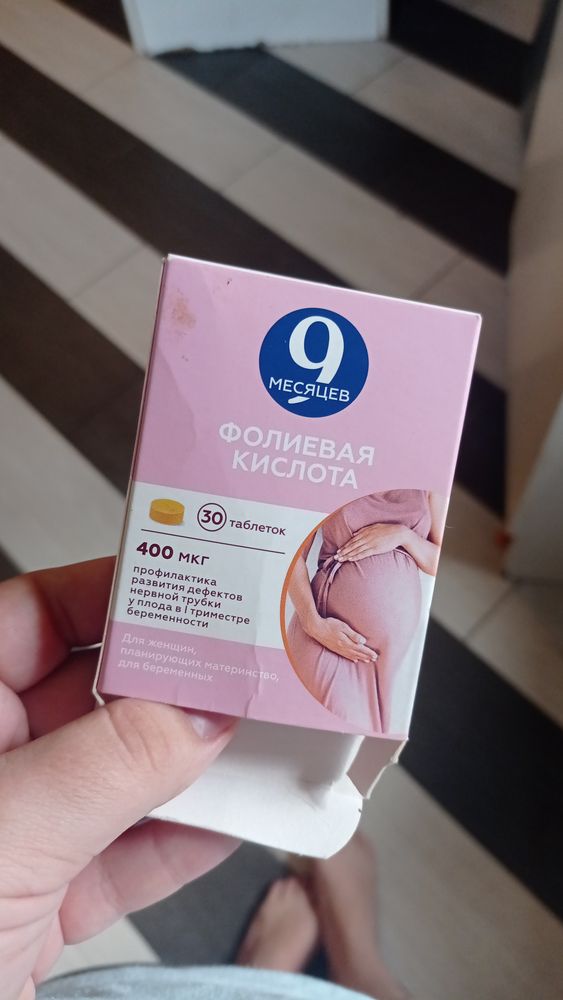 9
МЕСЯЦЕВ
ФОЛИЕВАЯ
КИСЛОТА
30 таблеток
400 мкг
профилактика
развития дефектов
нервной трубки
у плода в I триместре
беременности
Для женщин,
планирующих материнство,
для беременных